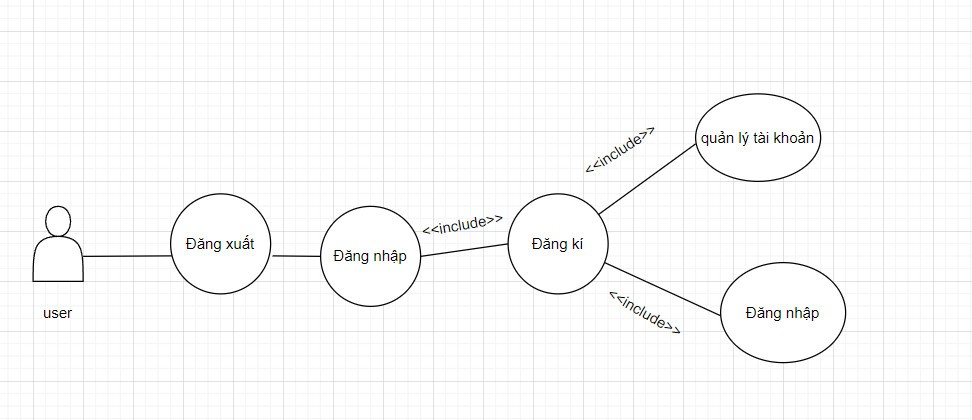 quản lý tài khoản
<<include>>
<<include>>
Đăng xuất
Đăng nhập
Đăng kí
<<include>>
Đăng nhập
user